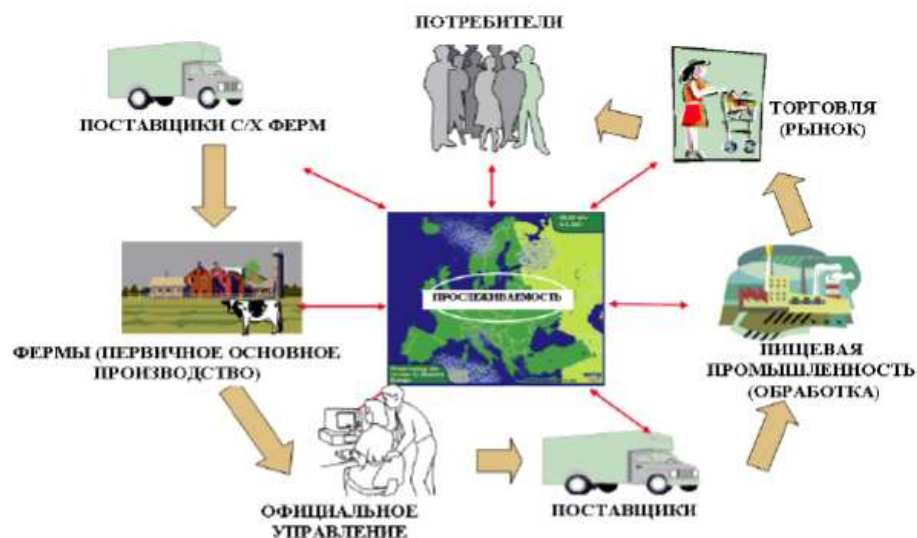 ПОТРЕБИТЕЛИ
ПОСТАВЩИКИ С/Х ФЕРМ
ТОРГОВЛЯ
(РЫНОК)
ПРОСЛЕЖИВАЕМОСТЬ
ФЕРМЫ (ПЕРВИЧНОЕ ОСНОВНОЕ
ПРОИЗВОДСТВО)
ПИЩЕВАЯ
ПРОМЫШЛЕННОСТЬ
(ОБРАБОТКА)
ОФИЦИАЛЬНОЕ
УПРАВЛЕНИЕ
ПОСТАВЩИКИ